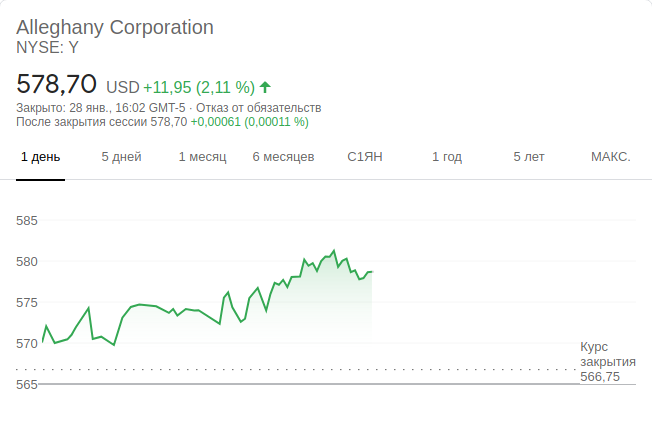 Alleghany Corporation
NYSE: Y
578,70 USD +11,95 (2,11 %)
Закрыто: 28 янв., 16:02 GMT-5 · Отказ от обязательств
После закрытия сессии 578,70 +0,00061 (0,00011 %)
1 день 5 дней 1 месяц 6 месяцев С1ЯН 1 год 5 лет МАКС.
585
580
575
570
565
Курс
закрытия
566,75